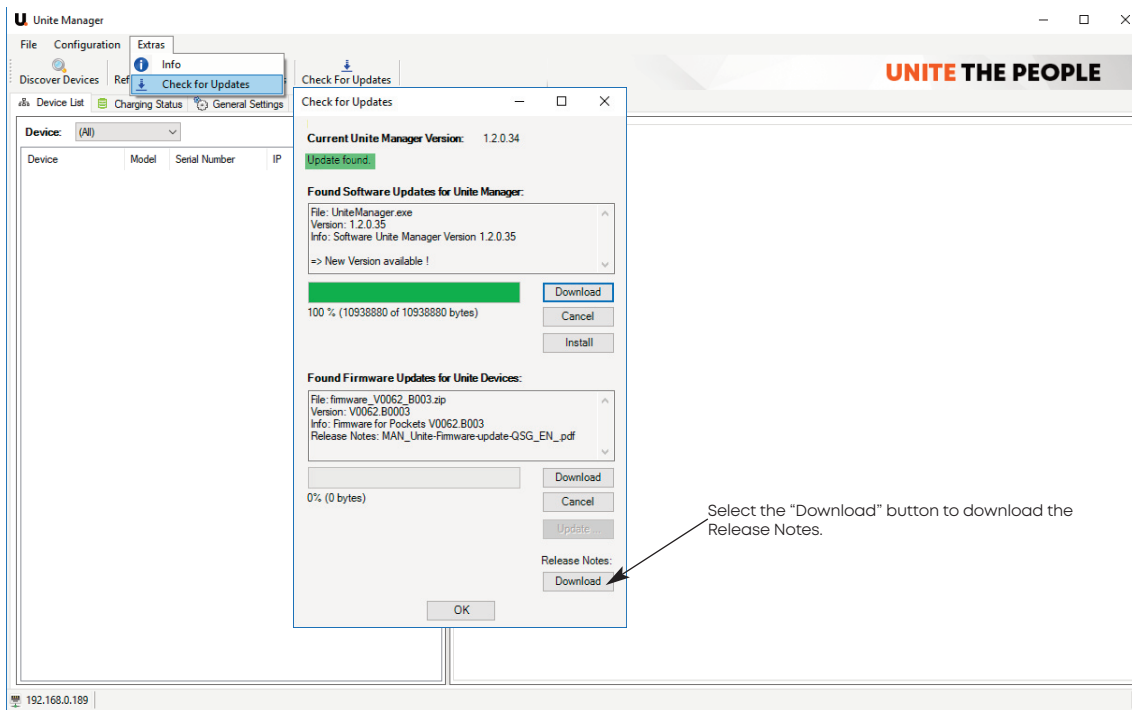 U Unite Manager
File Configuration Extras
Info
Check for Updates
Discover Devices Ref Check For Updates
UNITE THE PEOPLE
Device List Charging Status General Settings
Device: (All)
Device Model Serial Number IP
Check for Updates
Current Unite Manager Version: 1.2.0.34
Update found.
Found Software Updates for Unite Manager:
File: UniteManager.exe
Version: 1.2.0.35
Info: Software Unite Manager Version 1.2.0.35
=> New Version available !
Download
100 % (10938880 of 10938880 bytes)
Cancel
Install
Found Firmware Updates for Unite Devices:
File: firmware_V0062_B003.zip
Version: V0062.B0003
Info: Firmware for Pockets V0062.B003
Release Notes: MAN_Unite-Firmware-update-QSG_EN_.pdf
Download
0% (0 bytes)
Cancel
Update ...
Release Notes:
Download
OK
Select the “Download” button to download the
Release Notes.
192.168.0.189